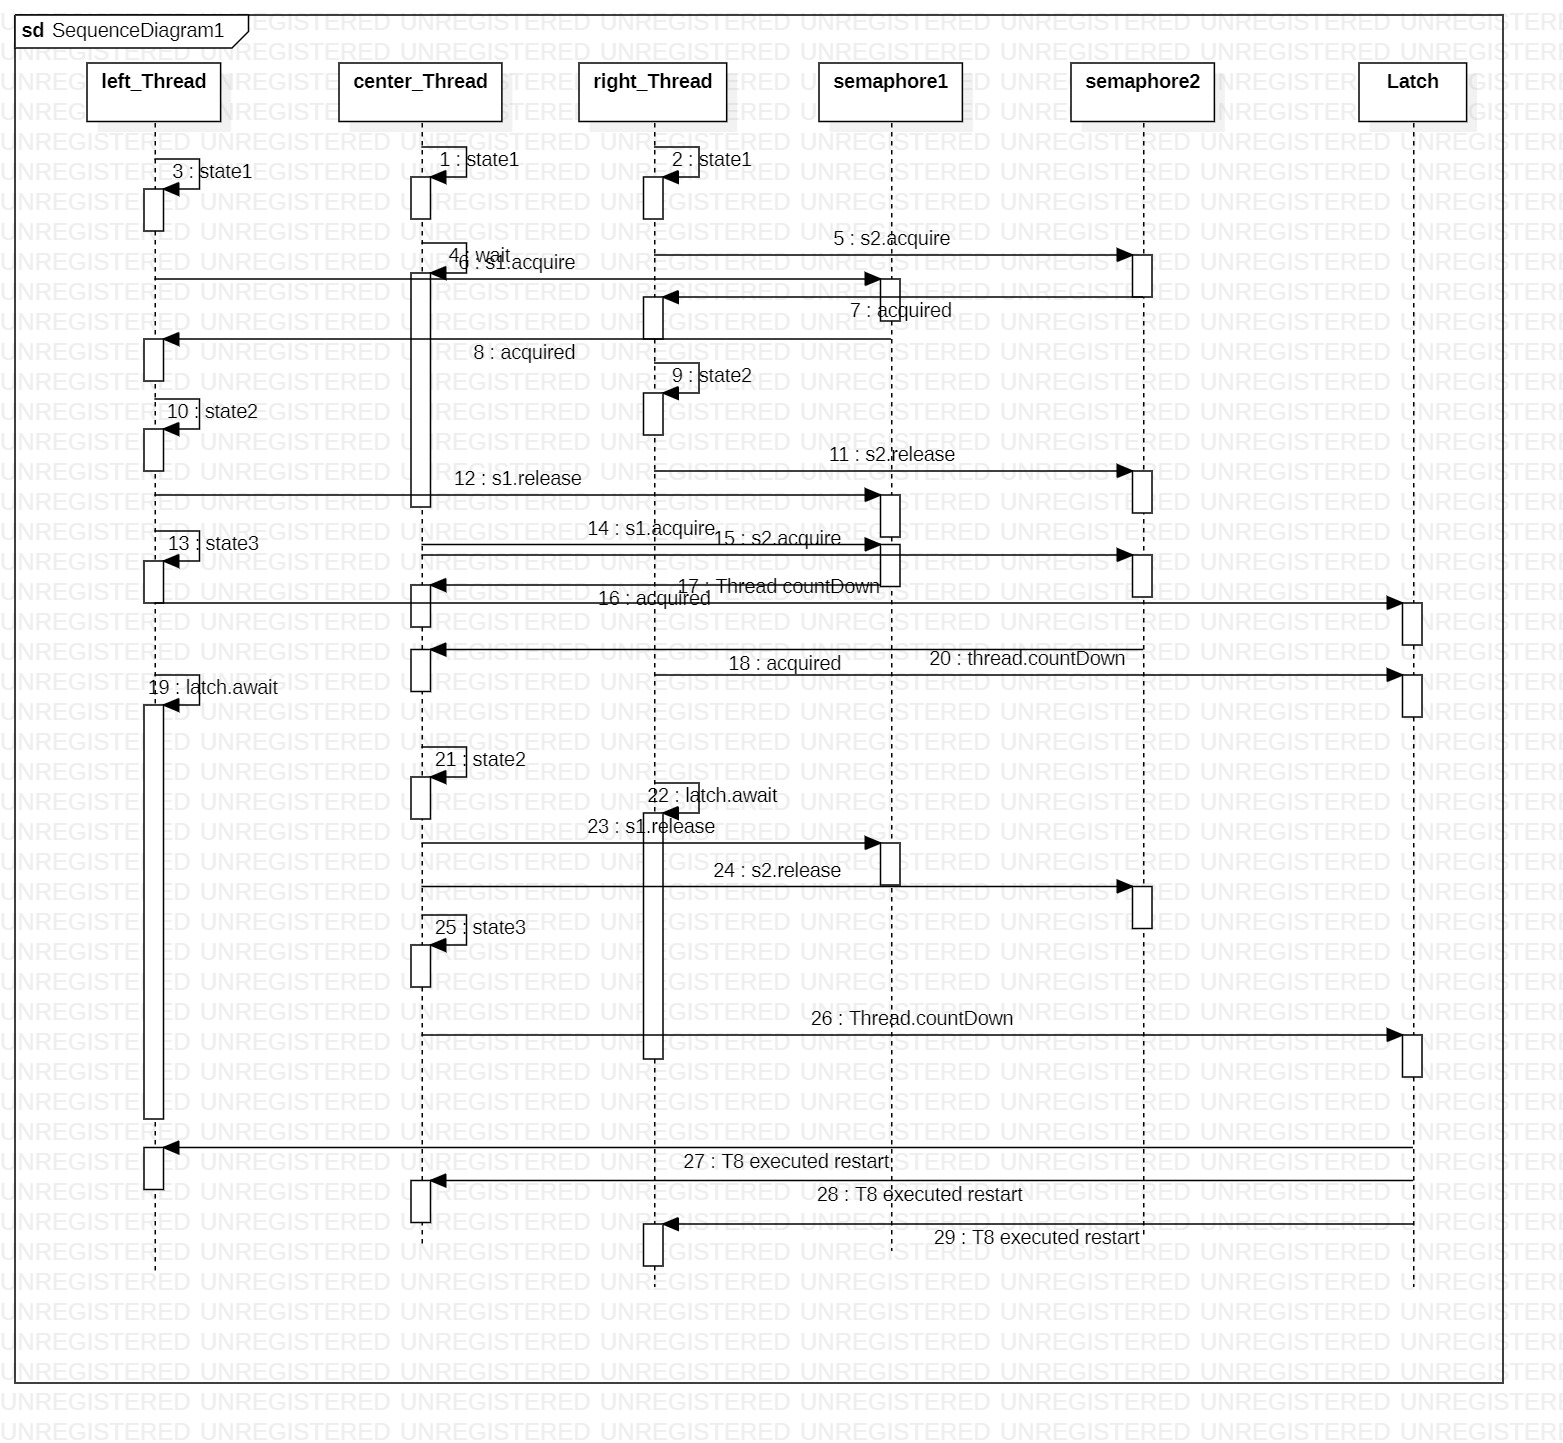 sd SequenceDiagram1
left_Thread
center_Thread
right_Thread
semaphore1
semaphore2
Latch
1 : state1
2 : state1
3 : state1
4 : wait
5 : s2.acquire
6 : s1.acquire
7 : acquired
8 : acquired
9 : state2
10 : state2
11 : s2.release
12 : s1.release
13 : state3
14 : s1.acquire
15 : s2.acquire
16 : acquired
17 : Thread countDown
18 : acquired
19 : latch.await
20 : thread.countDown
21 : state2
22 : latch.await
23 : s1.release
24 : s2.release
25 : state3
26 : Thread.countDown
27 : T8 executed restart
28 : T8 executed restart
29 : T8 executed restart
UNREGISTERED